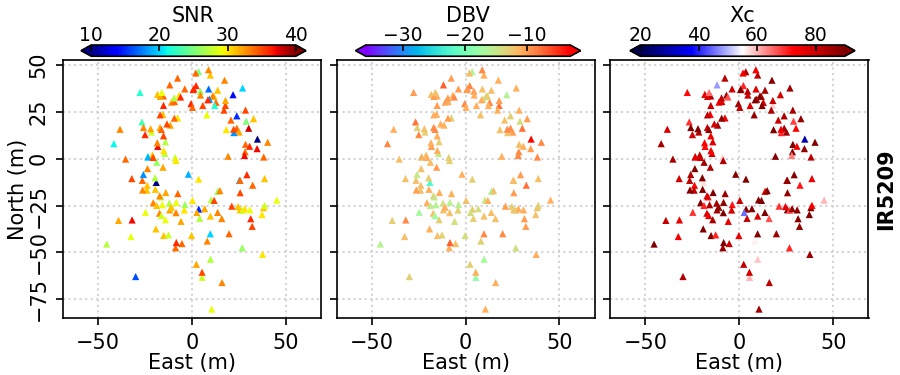 SNR DBV Xc
10 20 30 40 −30 −20 −10 20 40 60 80
50
25
0
−25
−50
−75
North (m)
−50 0 50 −50 0 50 −50 0 50
East (m) East (m) East (m)
IR5209